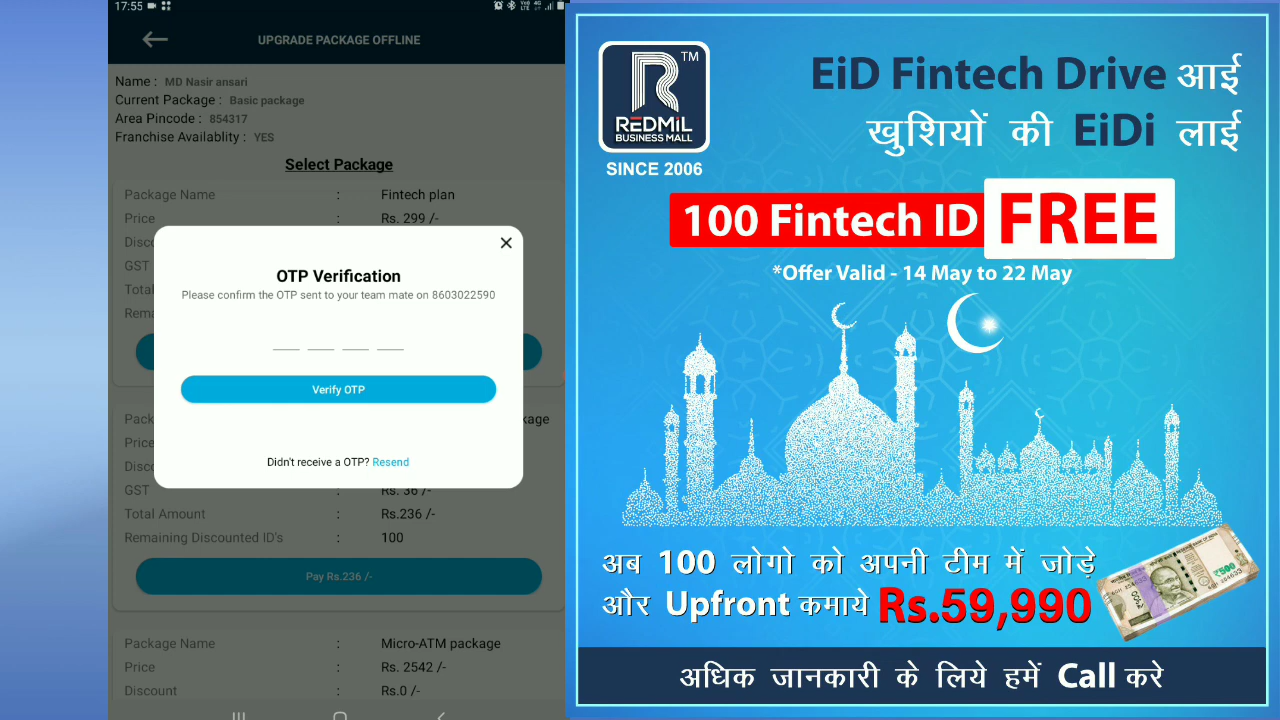 17:55
UPGRADE PACKAGE OFFLINE
Name : MD Nasir ansari
Current Package : Basic package
Area Pincode : 854317
Franchise Availablity : YES
Select Package
Package Name : Fintech plan
Price : Rs. 299 /-
GST
OTP Verification
Please confirm the OTP sent to your team mate on 8603022590
Verify OTP
Didn't receive a OTP? Resend
Price
GST : Rs. 36 /-
Total Amount : Rs.236 /-
Remaining Discounted ID's : 100
Pay Rs.236 /-
Package Name : Micro-ATM package
Price : Rs. 2542 /-
Discount : Rs.0 /-
R TM
REDMIL
BUSINESS MALL
SINCE 2006
EiD Fintech Drive आई
खुशियों की EiDi लाई
100 Fintech ID FREE
*Offer Valid - 14 May to 22 May
अब 100 लोगो को अपनी टीम में जोड़े
और Upfront कमाये Rs.59,990
₹500
अधिक जानकारी के लिये हमें Call करे